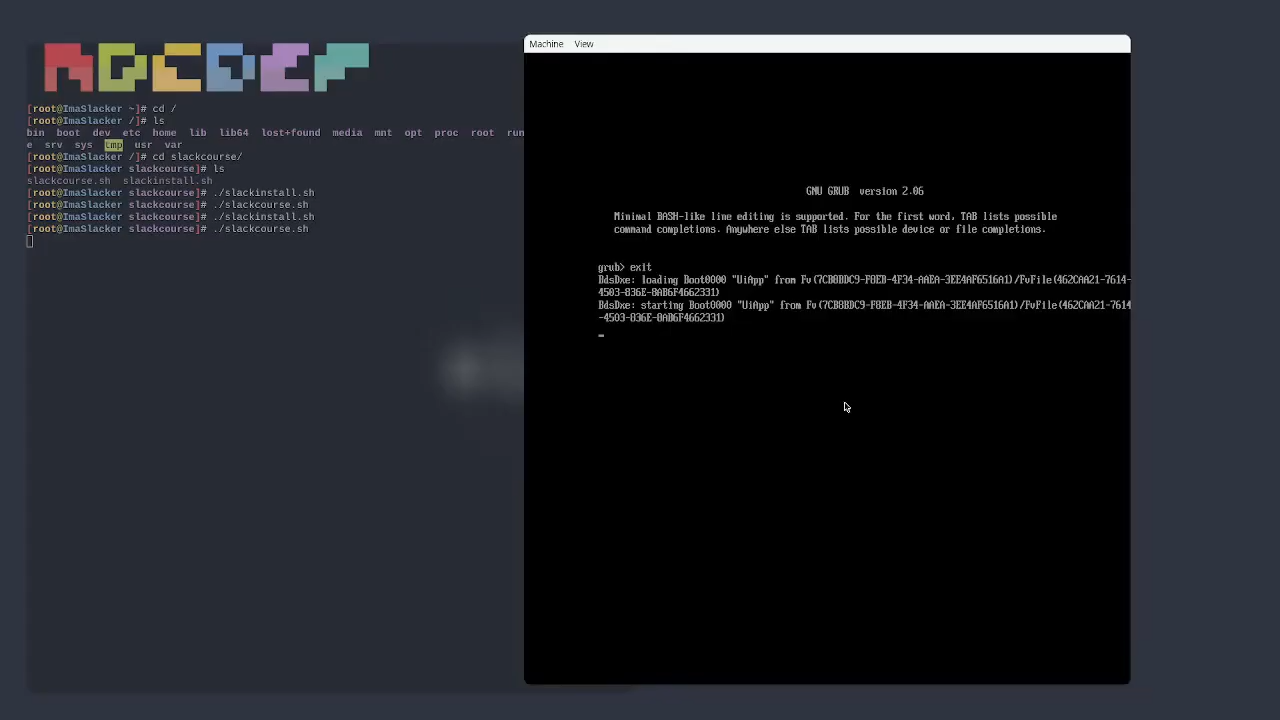 [root@ImaSlacker ~]# cd /
[root@ImaSlacker /]# ls
bin boot dev etc home lib lib64 lost+found media mnt opt proc root run
e srv sys tmp usr var
[root@ImaSlacker /]# cd slackcourse/
[root@ImaSlacker slackcourse]# ls
slackcourse.sh slackinstall.sh
[root@ImaSlacker slackcourse]# ./slackinstall.sh
[root@ImaSlacker slackcourse]# ./slackcourse.sh
[root@ImaSlacker slackcourse]# ./slackinstall.sh
[root@ImaSlacker slackcourse]# ./slackcourse.sh
Machine View
GNU GRUB version 2.06
Minimal BASH-like line editing is supported. For the first word, TAB lists possible
command completions. Anywhere else TAB lists possible device or file completions.
grub> exit
BdsDxe: loading Boot0000 "UiApp" from Fv(7CB8BDC9-F8EB-4F34-AAEA-3EE4AF6516A1)/FvFile(462CAA21-7614-
4503-836E-8AB6F4662331)
BdsDxe: starting Boot0000 "UiApp" from Fv(7CB8BDC9-F8EB-4F34-AAEA-3EE4AF6516A1)/FvFile(462CAA21-7614
-4503-836E-8AB6F4662331)